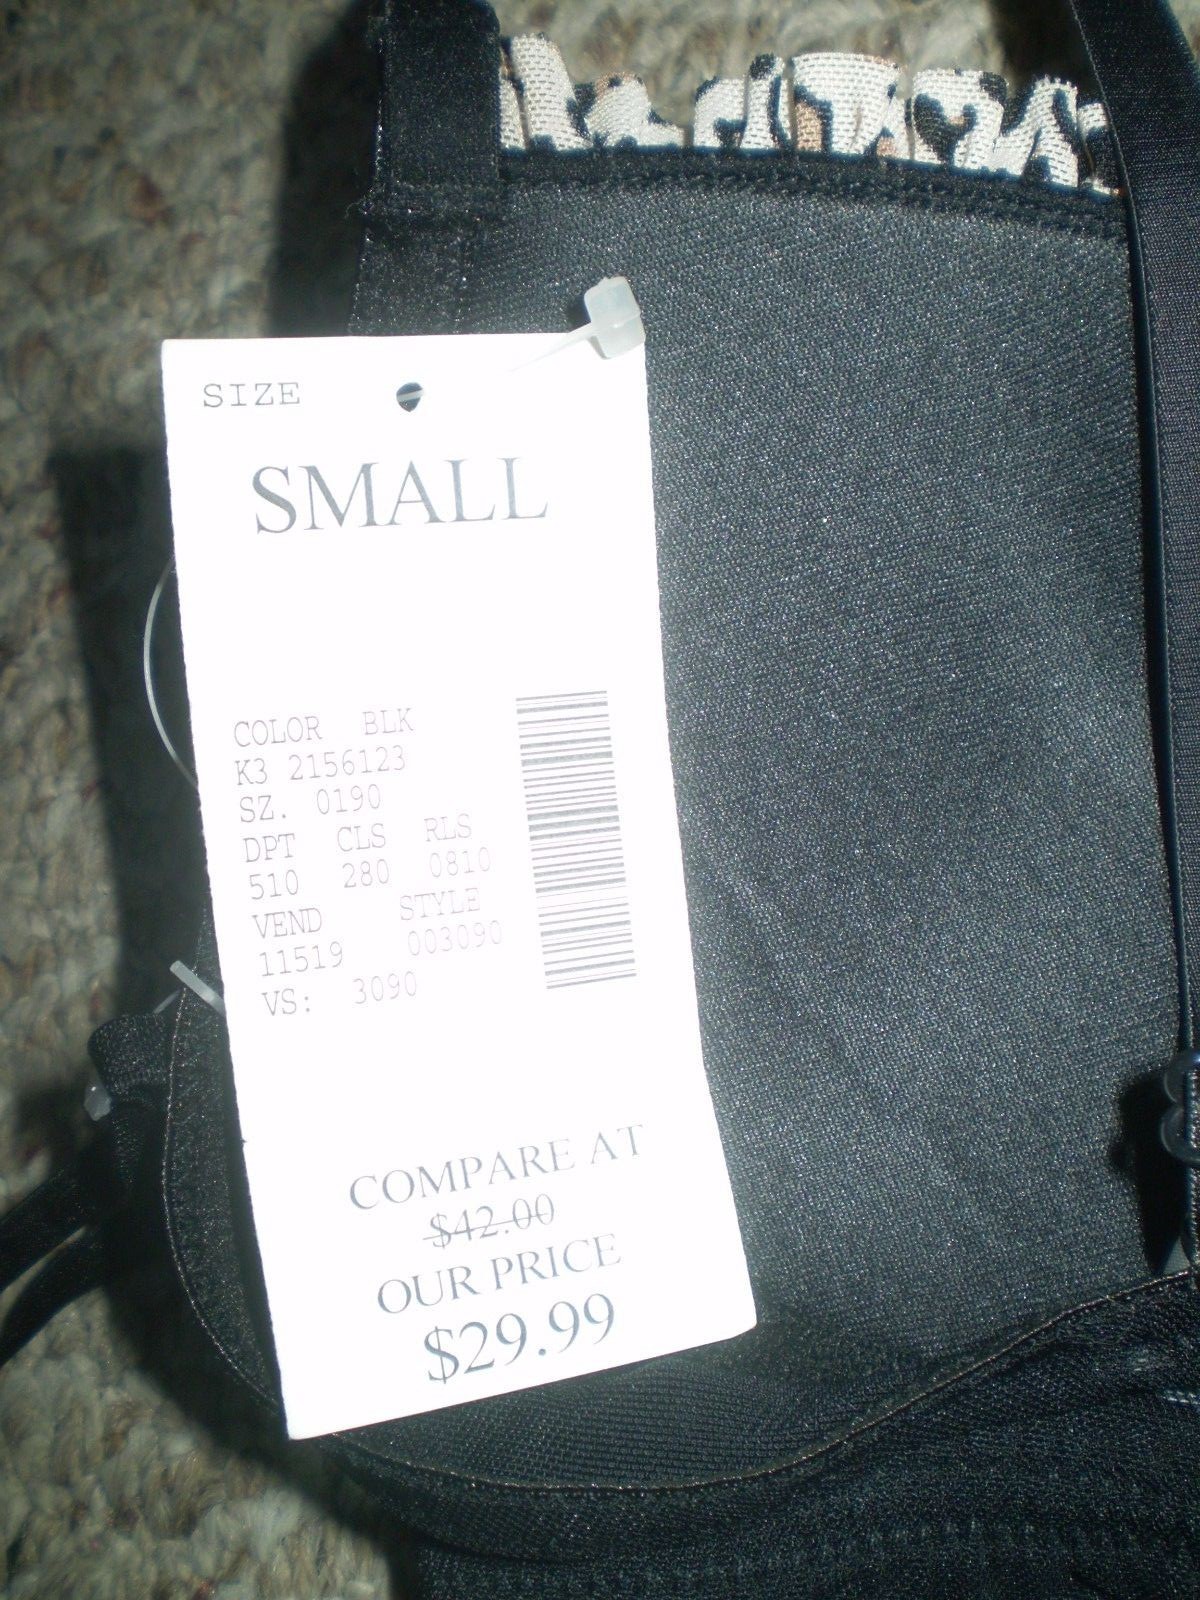 SIZE
SMALL
COLOR BLK
K3 2156123
SZ. 0190
DPT CLS RLS
510 280 0810
VEND STYLE
11519 003090
VS: 3090
COMPARE AT
$42.00
OUR PRICE
$29.99